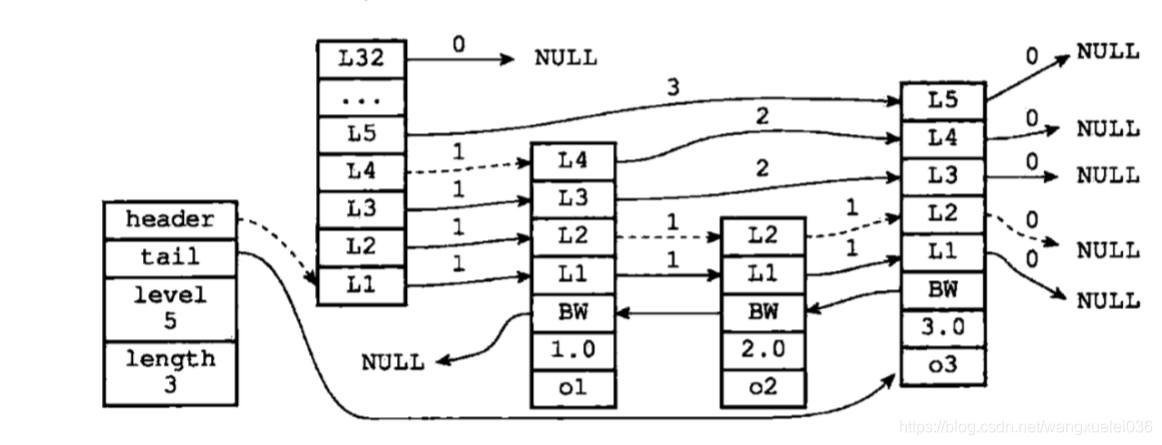 header
tail
level
5
length
3
L32
...
L5
L4
L3
L2
L1
0
NULL
3
1
1
1
1
L4
L3
L2
L1
BW
1.0
o1
NULL
2
2
1
1
L2
L1
BW
2.0
o2
1
1
L5
L4
L3
L2
L1
BW
3.0
o3
0
NULL
0
NULL
0
NULL
0
NULL
0
NULL
https://blog.csdn.net/wangxuelei036